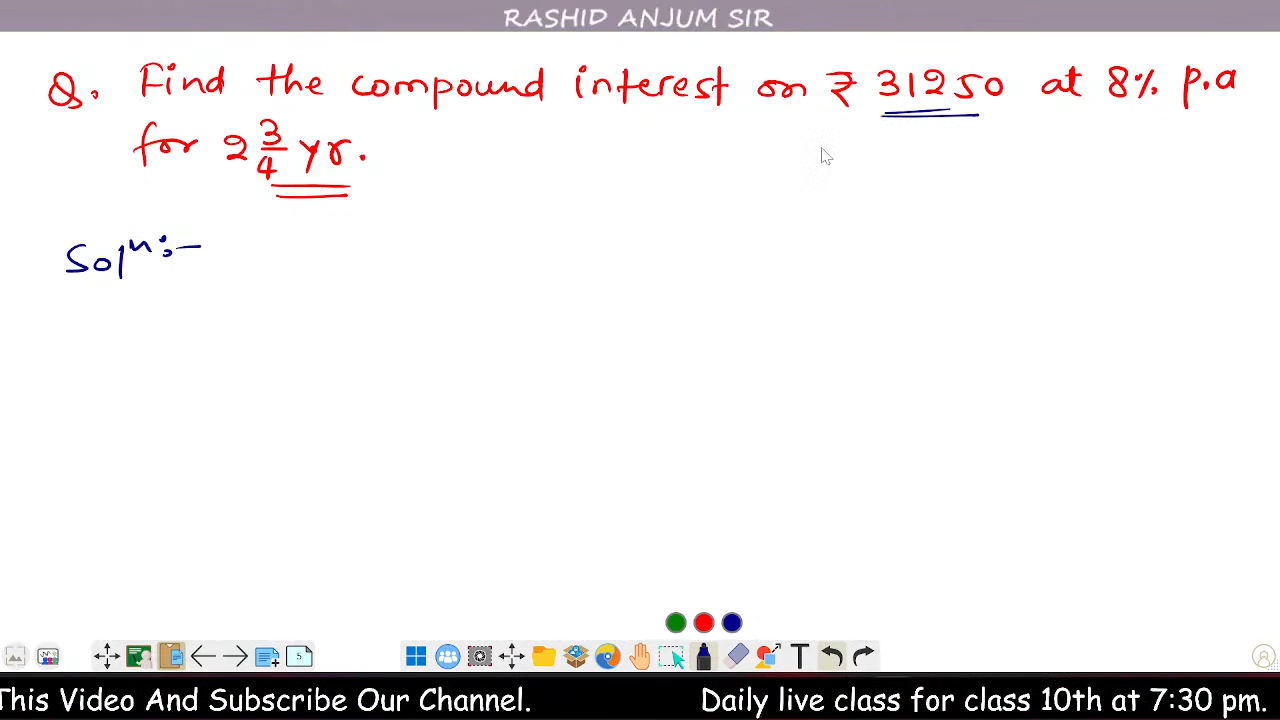 RASHID ANJUM SIR
Q. Find the compound interest on ₹ 31250 at 8% p.a
for 2 3/4 yr.
Solⁿ:-
5
T
This Video And Subscribe Our Channel. Daily live class for class 10th at 7:30 pm.